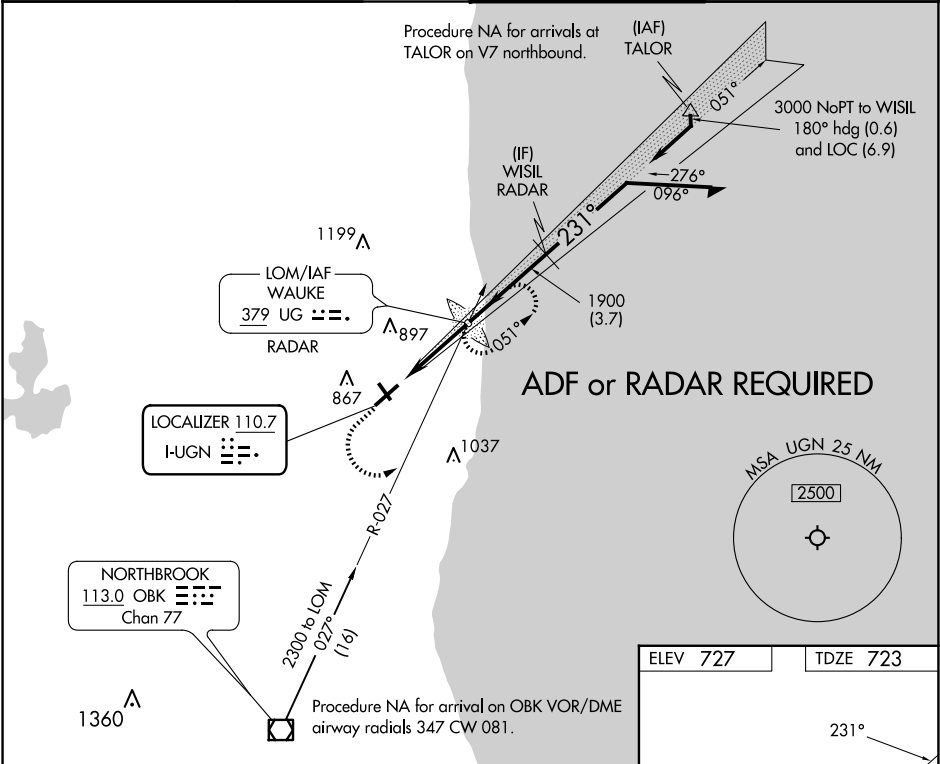 Procedure NA for arrivals at
TALOR on V7 northbound.
(IAF)
TALOR
051°
3000 NoPT to WISIL
180° hdg (0.6)
and LOC (6.9)
(IF)
WISIL
RADAR
276°
096°
231°
1199
LOM/IAF
WAUKE
379 UG
RADAR
897
1900
(3.7)
051°
867
ADF or RADAR REQUIRED
LOCALIZER 110.7
I-UGN
1037
MSA UGN 25 NM
2500
R-027
NORTHBROOK
113.0 OBK
Chan 77
2300 to LOM
027°
(16)
ELEV 727
TDZE 723
1360
Procedure NA for arrival on OBK VOR/DME
airway radials 347 CW 081.
231°